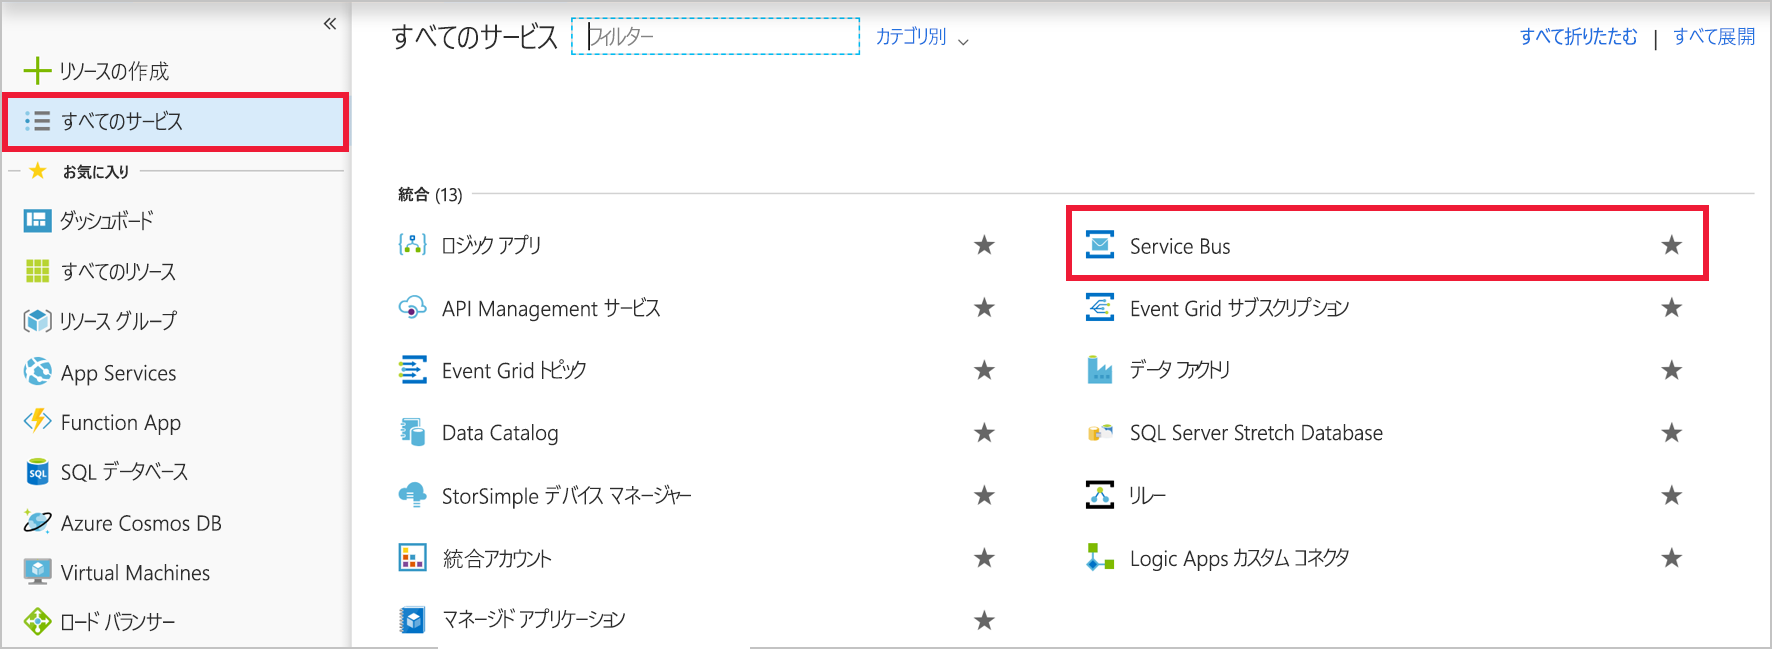 «
リソースの作成
すべてのサービス
お気に入り
ダッシュボード
すべてのリソース
リソース グループ
App Services
Function App
SQL データベース
Azure Cosmos DB
Virtual Machines
ロード バランサー
すべてのサービス フィルター カテゴリ別
すべて折りたたむ | すべて展開
統合 (13)
ロジック アプリ
Service Bus
API Management サービス
Event Grid サブスクリプション
Event Grid トピック
データ ファクトリ
Data Catalog
SQL Server Stretch Database
StorSimple デバイス マネージャー
リレー
統合アカウント
Logic Apps カスタム コネクタ
マネージド アプリケーション